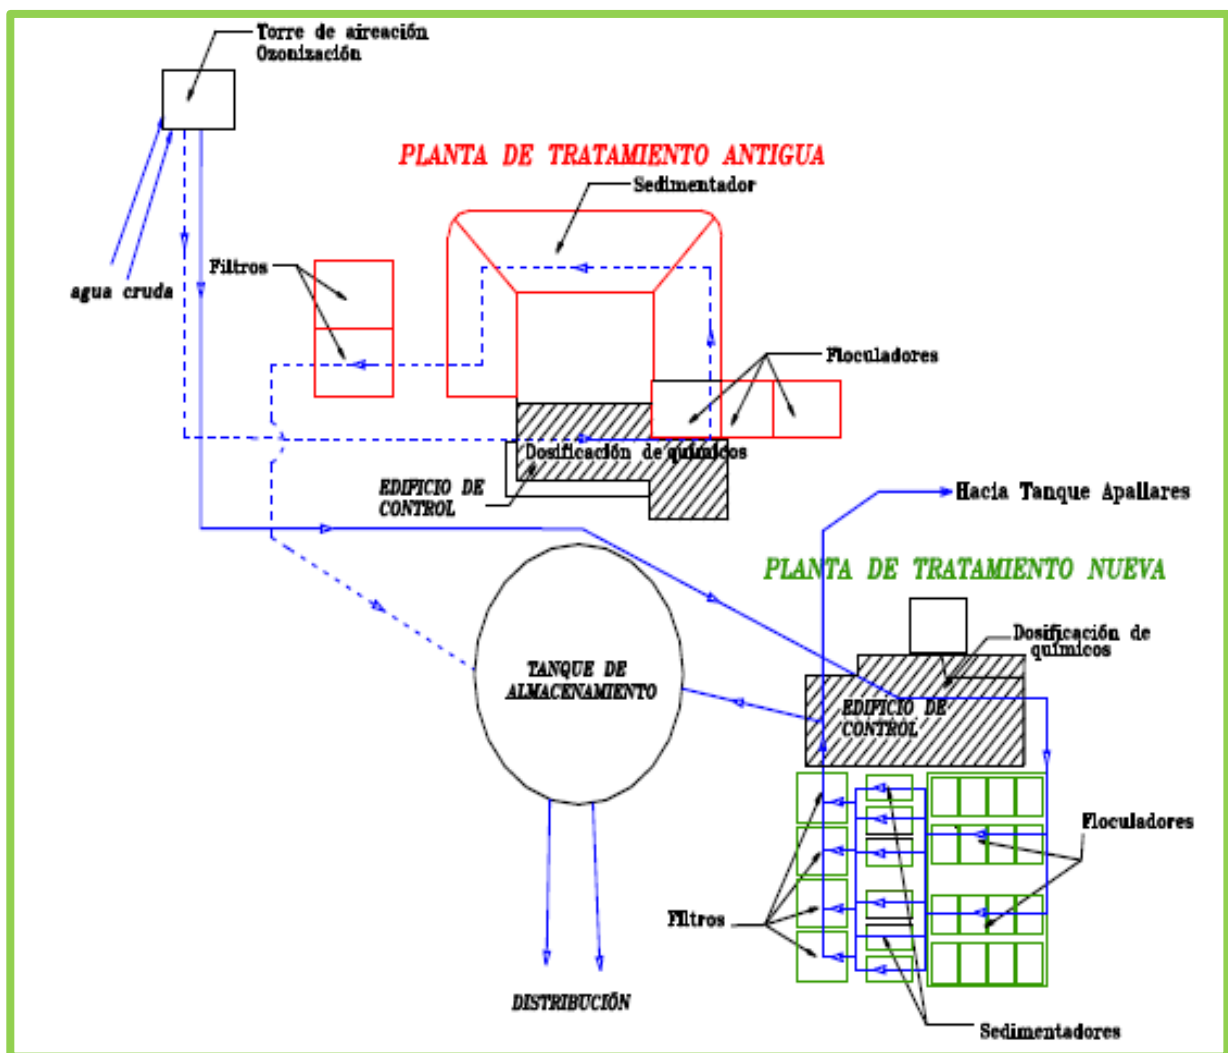 Torre de aireación
Ozonización
PLANTA DE TRATAMIENTO ANTIGUA
Sedimentador
Filtros
agua cruda
Floculadores
Dosificación de químicos
EDIFICIO DE
CONTROL
Hacia Tanque Apallares
PLANTA DE TRATAMIENTO NUEVA
Dosificación de
químicos
TANQUE DE
ALMACENAMIENTO
EDIFICIO DE
CONTROL
Floculadores
Filtros
DISTRIBUCIÓN
Sedimentadores